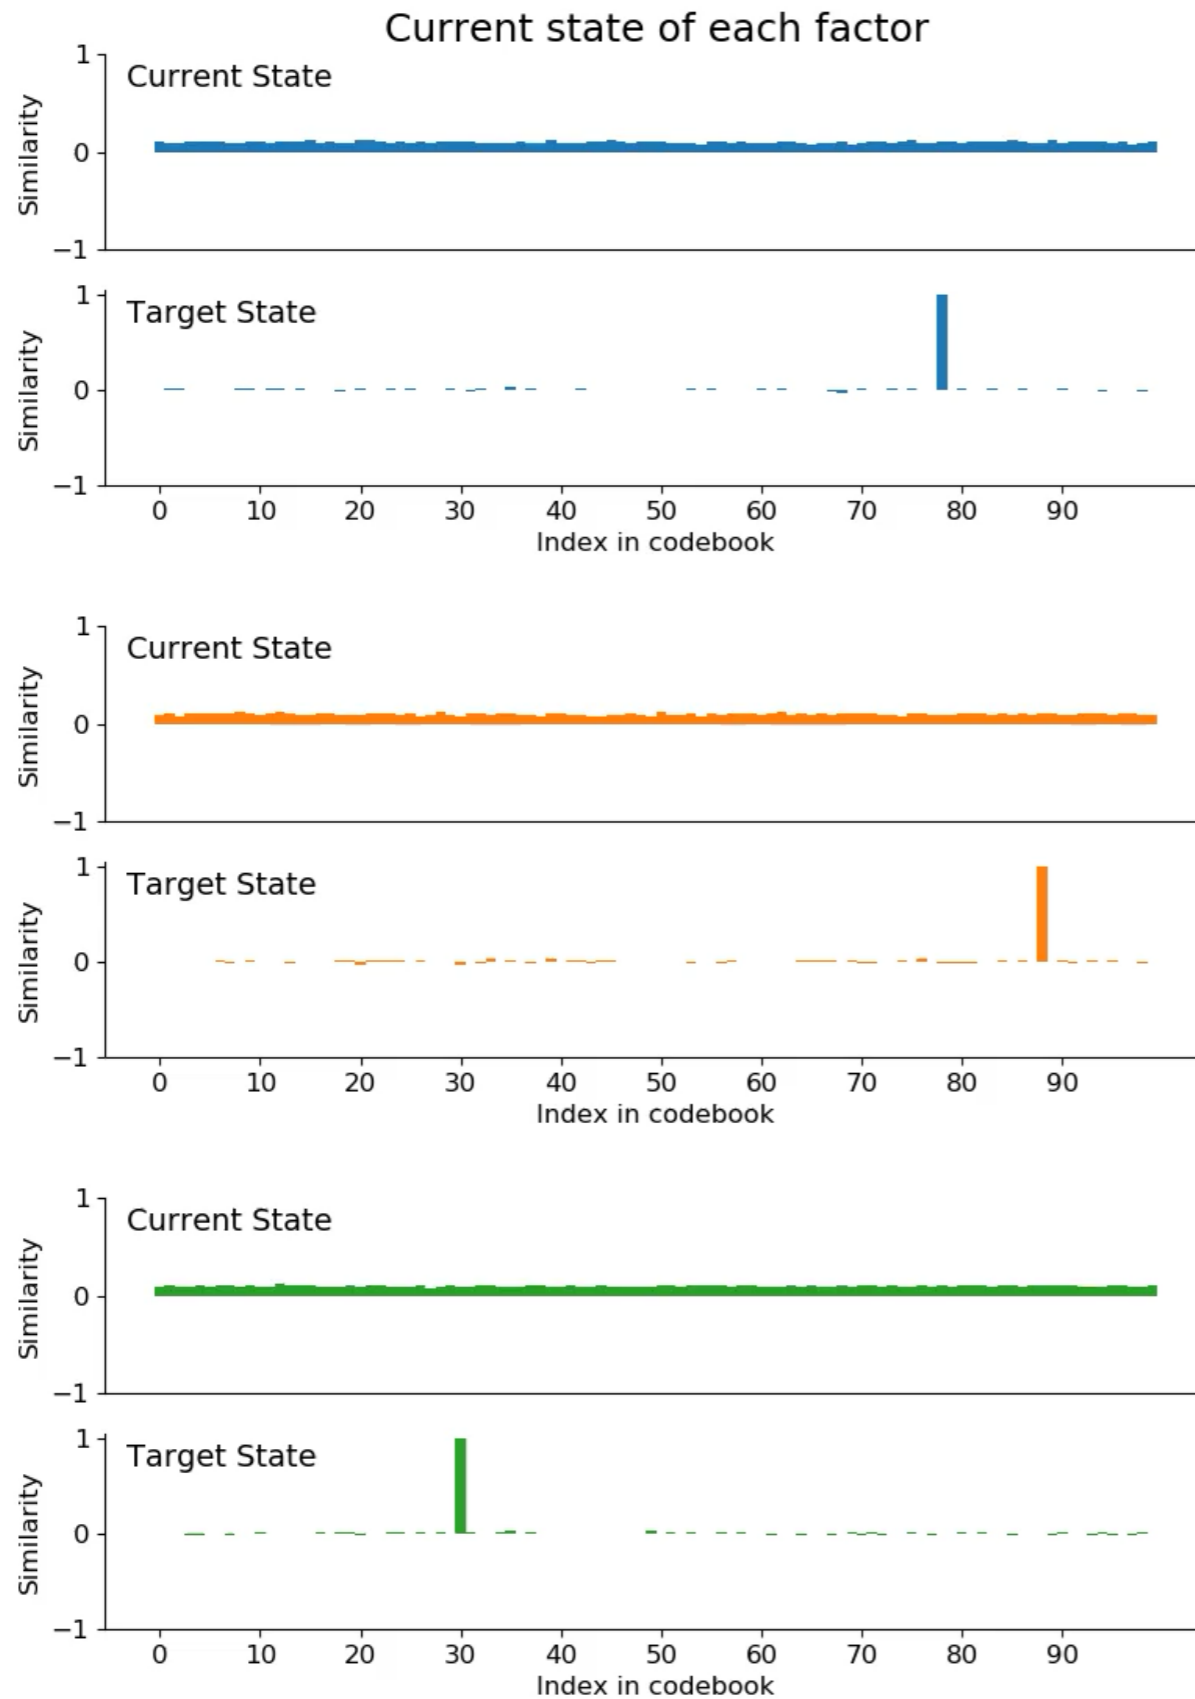 Current state of each factor
1
Current State
Similarity
0
−1
1
Target State
Similarity
0
−1
0 10 20 30 40 50 60 70 80 90
Index in codebook
1
Current State
Similarity
0
−1
1
Target State
Similarity
0
−1
0 10 20 30 40 50 60 70 80 90
Index in codebook
1
Current State
Similarity
0
−1
1
Target State
Similarity
0
−1
0 10 20 30 40 50 60 70 80 90
Index in codebook